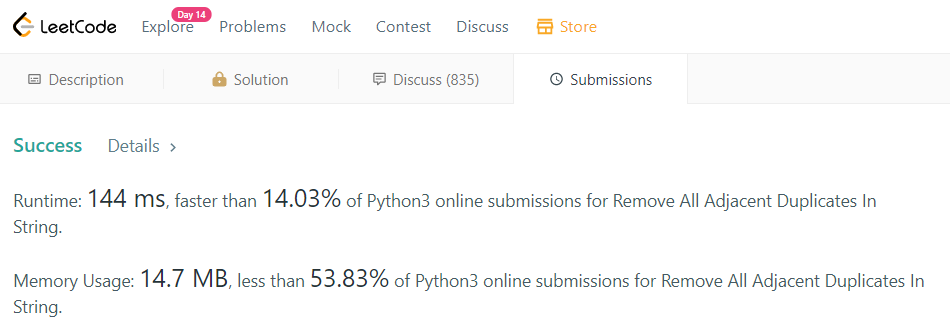 LeetCode Explore Day 14 Problems Mock Contest Discuss Store
Description Solution Discuss (835) Submissions
Success Details >
Runtime: 144 ms, faster than 14.03% of Python3 online submissions for Remove All Adjacent Duplicates In
String.
Memory Usage: 14.7 MB, less than 53.83% of Python3 online submissions for Remove All Adjacent Duplicates In
String.